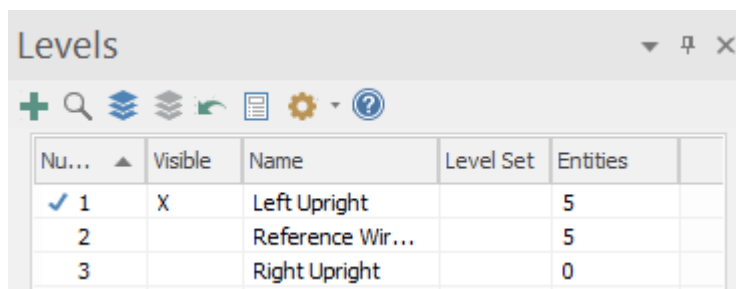 Levels
Nu... Visible Name Level Set Entities
1 X Left Upright 5
2 Reference Wir... 5
3 Right Upright 0